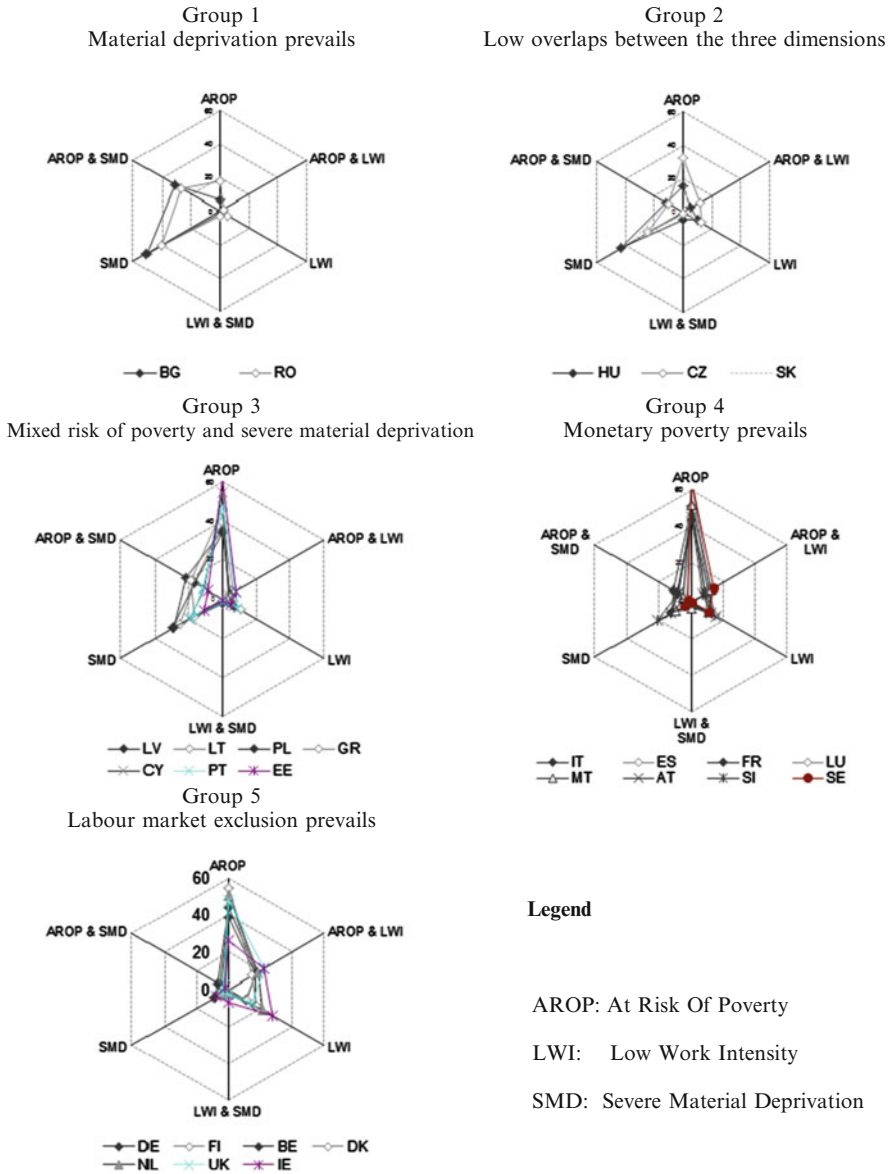 Group 1
Material deprivation prevails
AROP
AROP & SMD
AROP & LWI
SMD
LWI
LWI & SMD
BG RO
Group 2
Low overlaps between the three dimensions
AROP
AROP & SMD
AROP & LWI
SMD
LWI
LWI & SMD
HU CZ SK
Group 3
Mixed risk of poverty and severe material deprivation
AROP
AROP & SMD
AROP & LWI
SMD
LWI
LWI & SMD
LV LT PL GR
CY PT EE
Group 4
Monetary poverty prevails
AROP
AROP &
SMD
AROP &
LWI
SMD
LWI
LWI &
SMD
IT ES FR LU
MT AT SI SE
Group 5
Labour market exclusion prevails
AROP
60
40
20
0
AROP & SMD
AROP & LWI
SMD
LWI
LWI & SMD
DE FI BE DK
NIL UK IE
Legend
AROP: At Risk Of Poverty
LWI: Low Work Intensity
SMD: Severe Material Deprivation